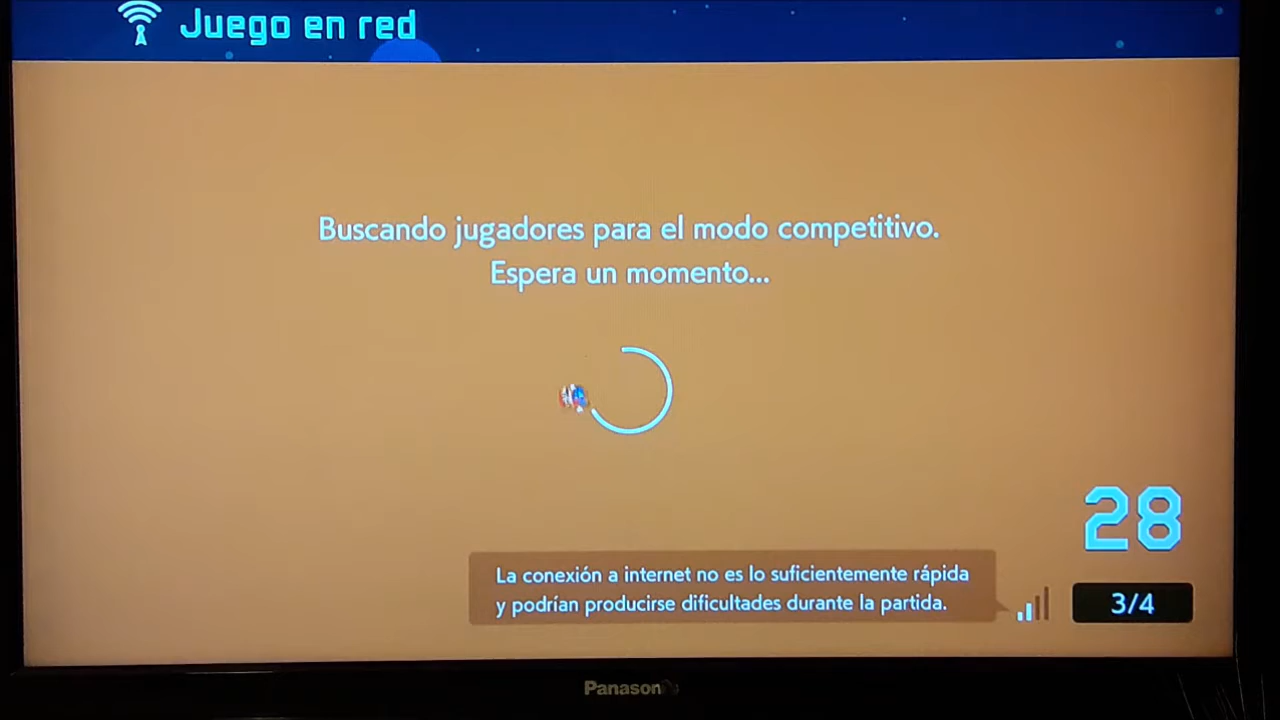 Juego en red
Buscando jugadores para el modo competitivo.
Espera un momento...
28
La conexión a internet no es lo suficientemente rápida
y podrían producirse dificultades durante la partida.
3/4
Panasonic